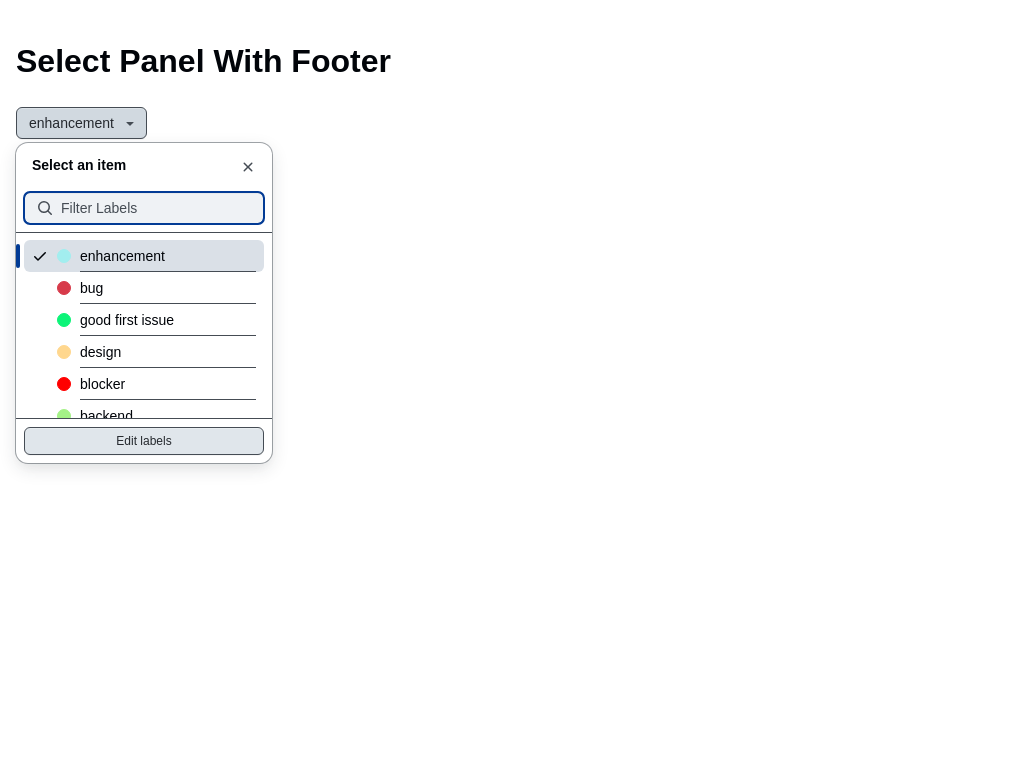 Select Panel With Footer
enhancement
Select an item
Filter Labels
enhancement
bug
good first issue
design
blocker
backend
Edit labels